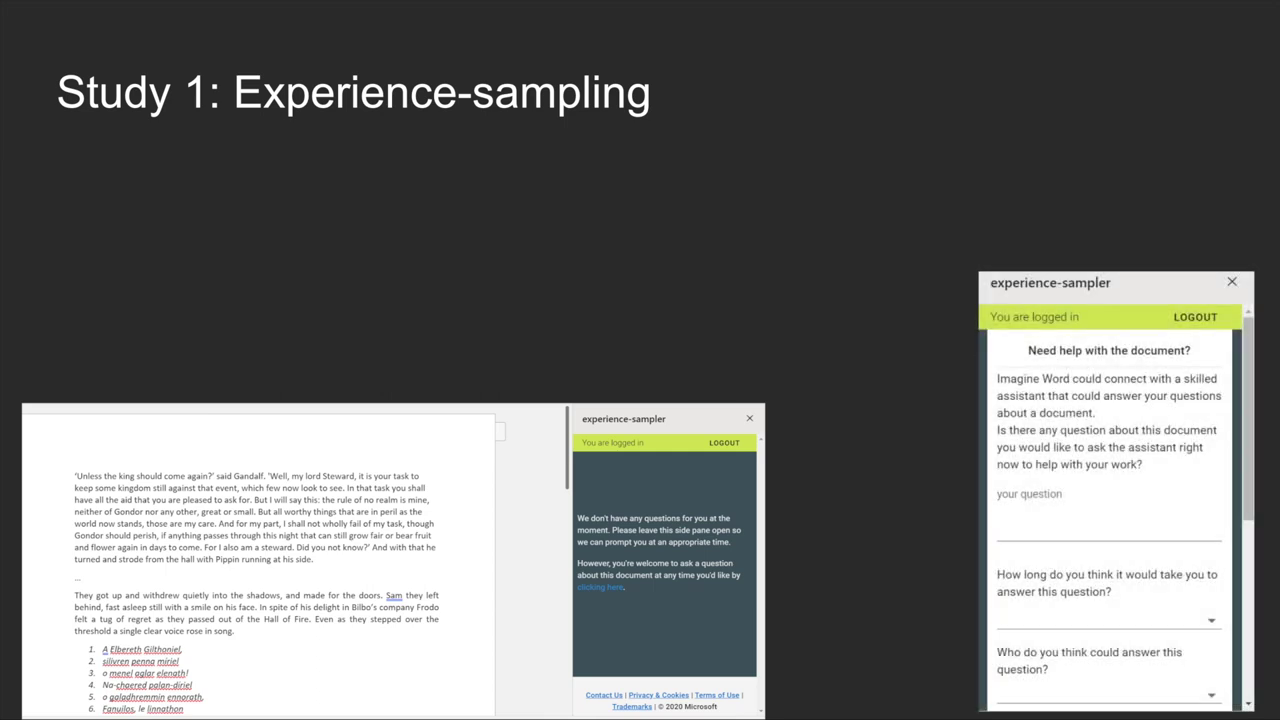 Study 1: Experience-sampling
‘Unless the king should come again?’ said Gandalf. ‘Well, my lord Steward, it is your task to
keep some kingdom still against that event, which few now look to see. In that task you shall
have all the aid that you are pleased to ask for. But I will say this: the rule of no realm is mine,
neither of Gondor nor any other, great or small. But all worthy things that are in peril as the
world now stands, those are my care. And for my part, I shall not wholly fail of my task, though
Gondor should perish, if anything passes through this night that can still grow fair or bear fruit
and flower again in days to come. For I also am a steward. Did you not know?’ And with that he
turned and strode from the hall with Pippin running at his side.
...
They got up and withdrew quietly into the shadows, and made for the doors. Sam they left
behind, fast asleep still with a smile on his face. In spite of his delight in Bilbo’s company Frodo
felt a tug of regret as they passed out of the Hall of Fire. Even as they stepped over the
threshold a single clear voice rose in song.
1. A Elbereth Gilthoniel,
2. silivren penna míriel
3. o menel aglar elenath!
4. Na-chaered palan-díriel
5. o galadhremmin ennorath,
6. Fanuilos, le linnathon
experience-sampler
You are logged in LOGOUT
We don't have any questions for you at the
moment. Please leave this side pane open so
we can prompt you at an appropriate time.
However, you're welcome to ask a question
about this document at any time you'd like by
clicking here.
Contact Us | Privacy & Cookies | Terms of Use |
Trademarks | © 2020 Microsoft
experience-sampler
You are logged in LOGOUT
Need help with the document?
Imagine Word could connect with a skilled
assistant that could answer your questions
about a document.
Is there any question about this document
you would like to ask the assistant right
now to help with your work?
your question
How long do you think it would take you to
answer this question?
Who do you think could answer this
question?